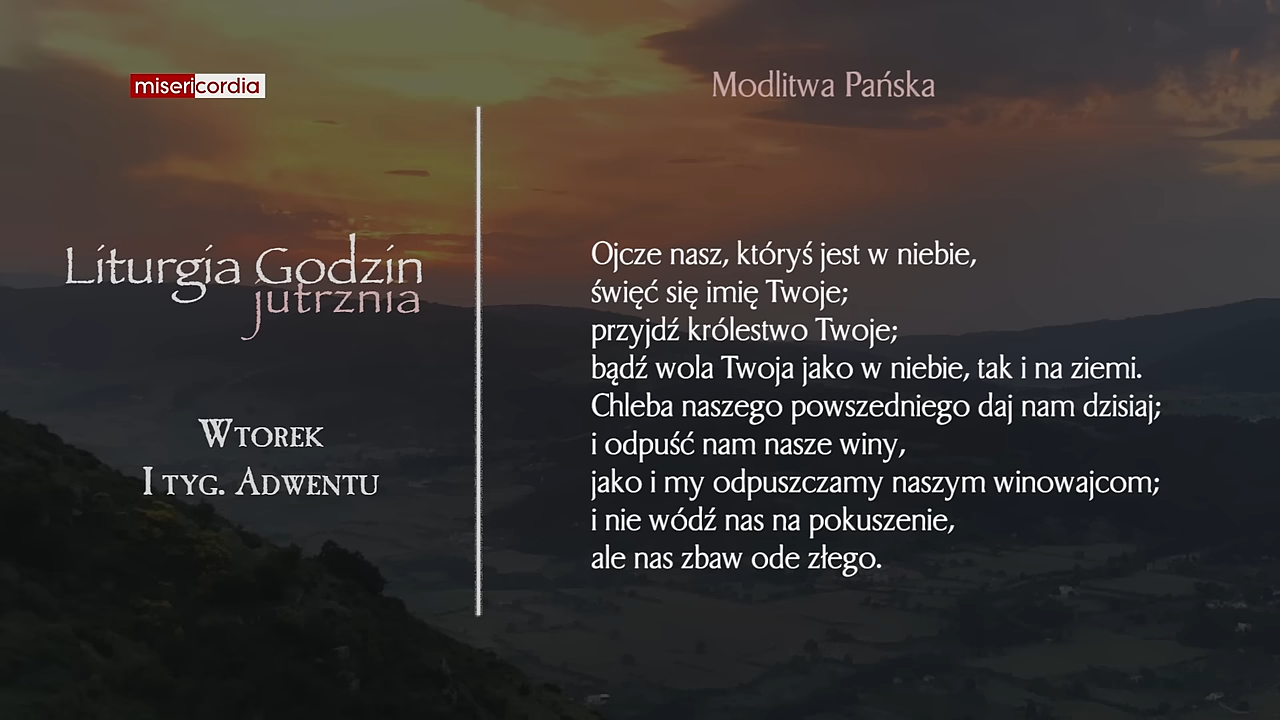 misericordia
Liturgia Godzin
jutrznia
Wtorek
I tyg. Adwentu
Modlitwa Pańska
Ojcze nasz, któryś jest w niebie,
święć się imię Twoje;
przyjdź królestwo Twoje;
bądź wola Twoja jako w niebie, tak i na ziemi.
Chleba naszego powszedniego daj nam dzisiaj;
i odpuść nam nasze winy,
jako i my odpuszczamy naszym winowajcom;
i nie wódź nas na pokuszenie,
ale nas zbaw ode złego.